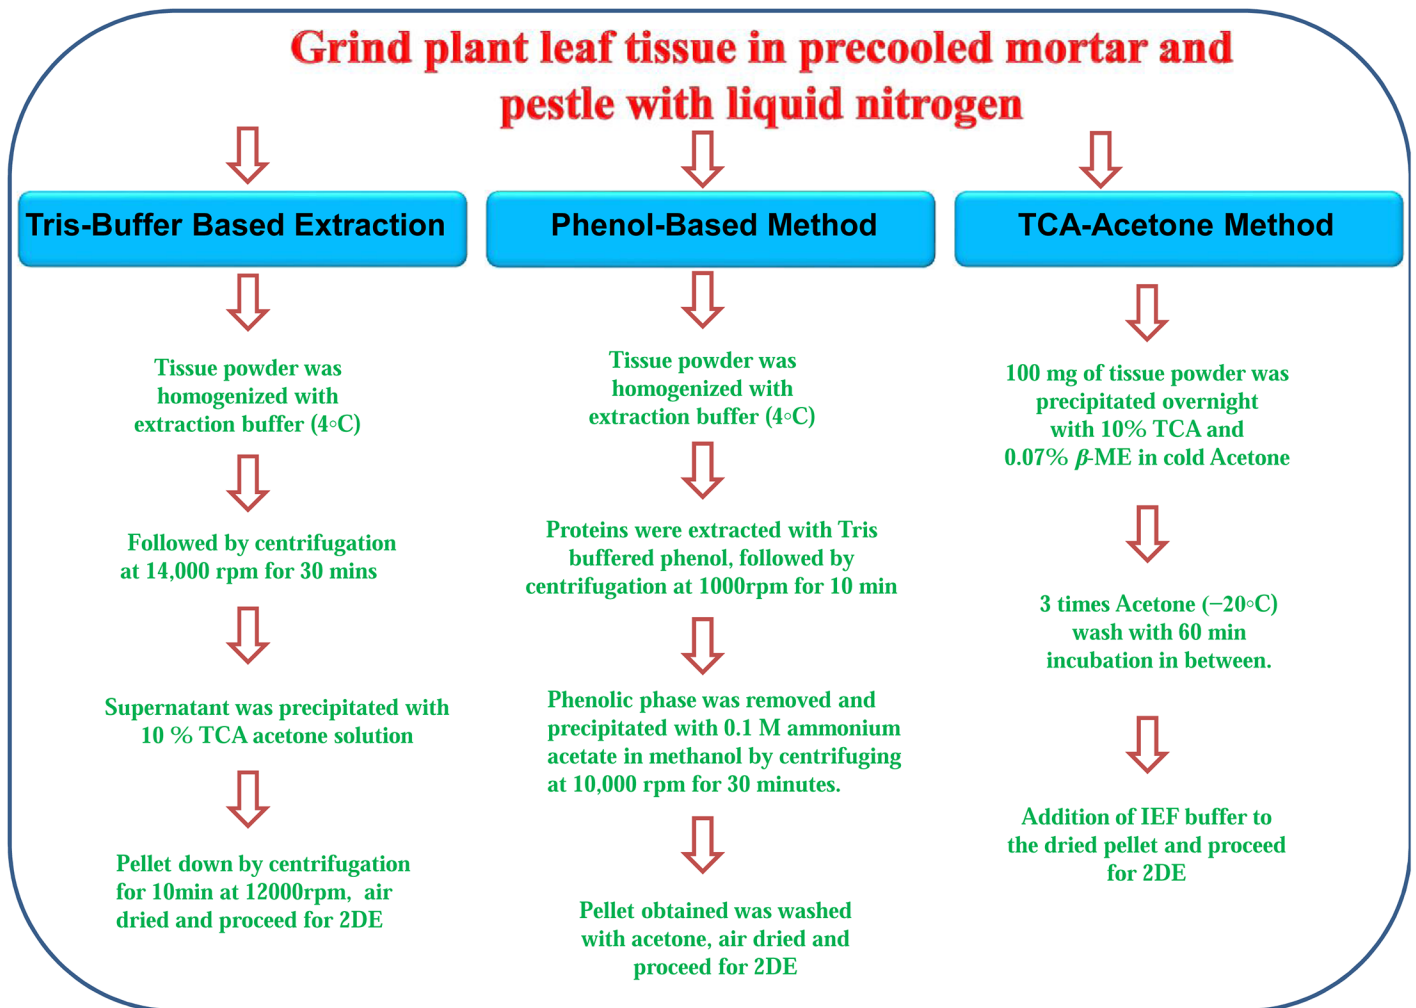 Grind plant leaf tissue in precooled mortar and
pestle with liquid nitrogen
Tris-Buffer Based Extraction
Tissue powder was
homogenized with
extraction buffer (4◦C)
Followed by centrifugation
at 14,000 rpm for 30 mins
Supernatant was precipitated with
10 % TCA acetone solution
Pellet down by centrifugation
for 10min at 12000rpm, air
dried and proceed for 2DE
Phenol-Based Method
Tissue powder was
homogenized with
extraction buffer (4◦C)
Proteins were extracted with Tris
buffered phenol, followed by
centrifugation at 1000rpm for 10 min
Phenolic phase was removed and
precipitated with 0.1 M ammonium
acetate in methanol by centrifuging
at 10,000 rpm for 30 minutes.
Pellet obtained was washed
with acetone, air dried and
proceed for 2DE
TCA-Acetone Method
100 mg of tissue powder was
precipitated overnight
with 10% TCA and
0.07% β-ME in cold Acetone
3 times Acetone (−20◦C)
wash with 60 min
incubation in between.
Addition of IEF buffer to
the dried pellet and proceed
for 2DE